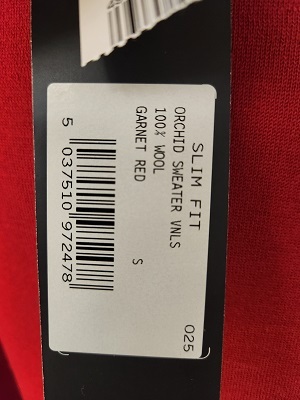 SLIM FIT
ORCHID SWEATER VNLS
100% WOOL
GARNET RED
S
025
5 037510 972478